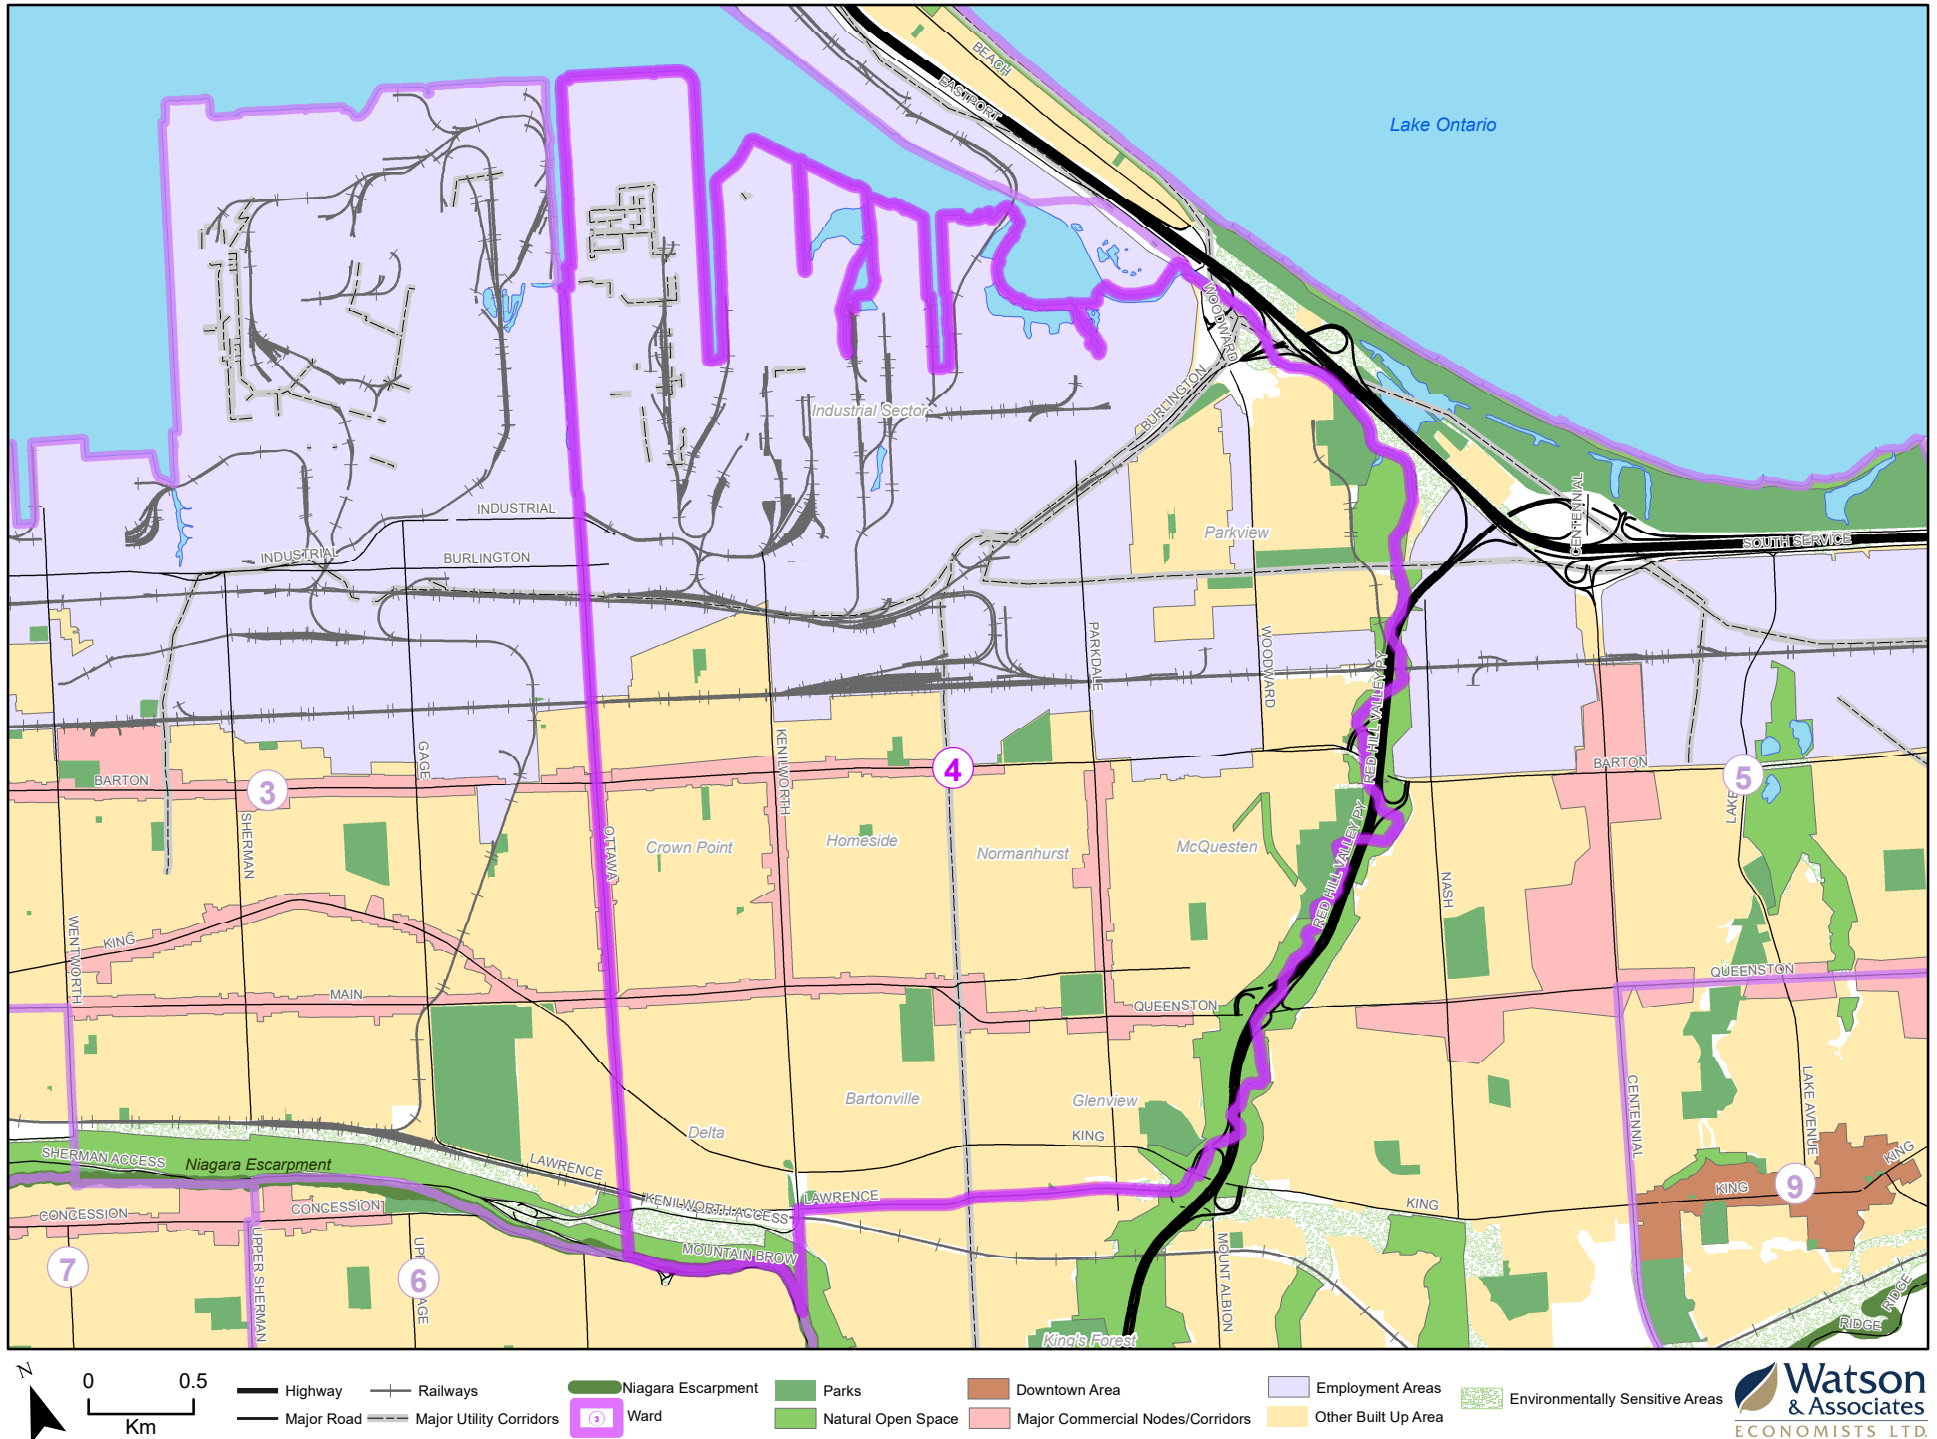 BEACH
EASTPORT
Lake Ontario
WOODWARD
BURLINGTON
Industrial Sector
INDUSTRIAL
INDUSTRIAL
BURLINGTON
Parkview
CENTENNIAL
SOUTH SERVICE
PARKDALE
WOODWARD
RED HILL VALLEY PY
GAGE
KENILWORTH
BARTON
3
4
BARTON
5
LAKE
SHERMAN
OTTAWA
Crown Point
Homeside
Normanhurst
McQuesten
RED HILL VALLEY PY
McQuesten
NASH
KING
WENTWORTH
QUEENSTON
MAIN
QUEENSTON
Bartonville
Glenview
Delta
KING
CENTENNIAL
LAKE AVENUE
SHERMAN ACCESS
Niagara Escarpment
LAWRENCE
KING
KENILWORTH ACCESS
LAWRENCE
KING
KING
9
CONCESSION
CONCESSION
MOUNTAIN BROW
7
UPPER SHERMAN
6
MOUNT ALBION
RIDGE
RIDGE
King's Forest
N
0 0.5
Km
Highway
Major Road
Railways
Major Utility Corridors
Niagara Escarpment
3 Ward
Parks
Natural Open Space
Downtown Area
Major Commercial Nodes/Corridors
Employment Areas
Other Built Up Area
Environmentally Sensitive Areas
Watson
& Associates
ECONOMISTS LTD.